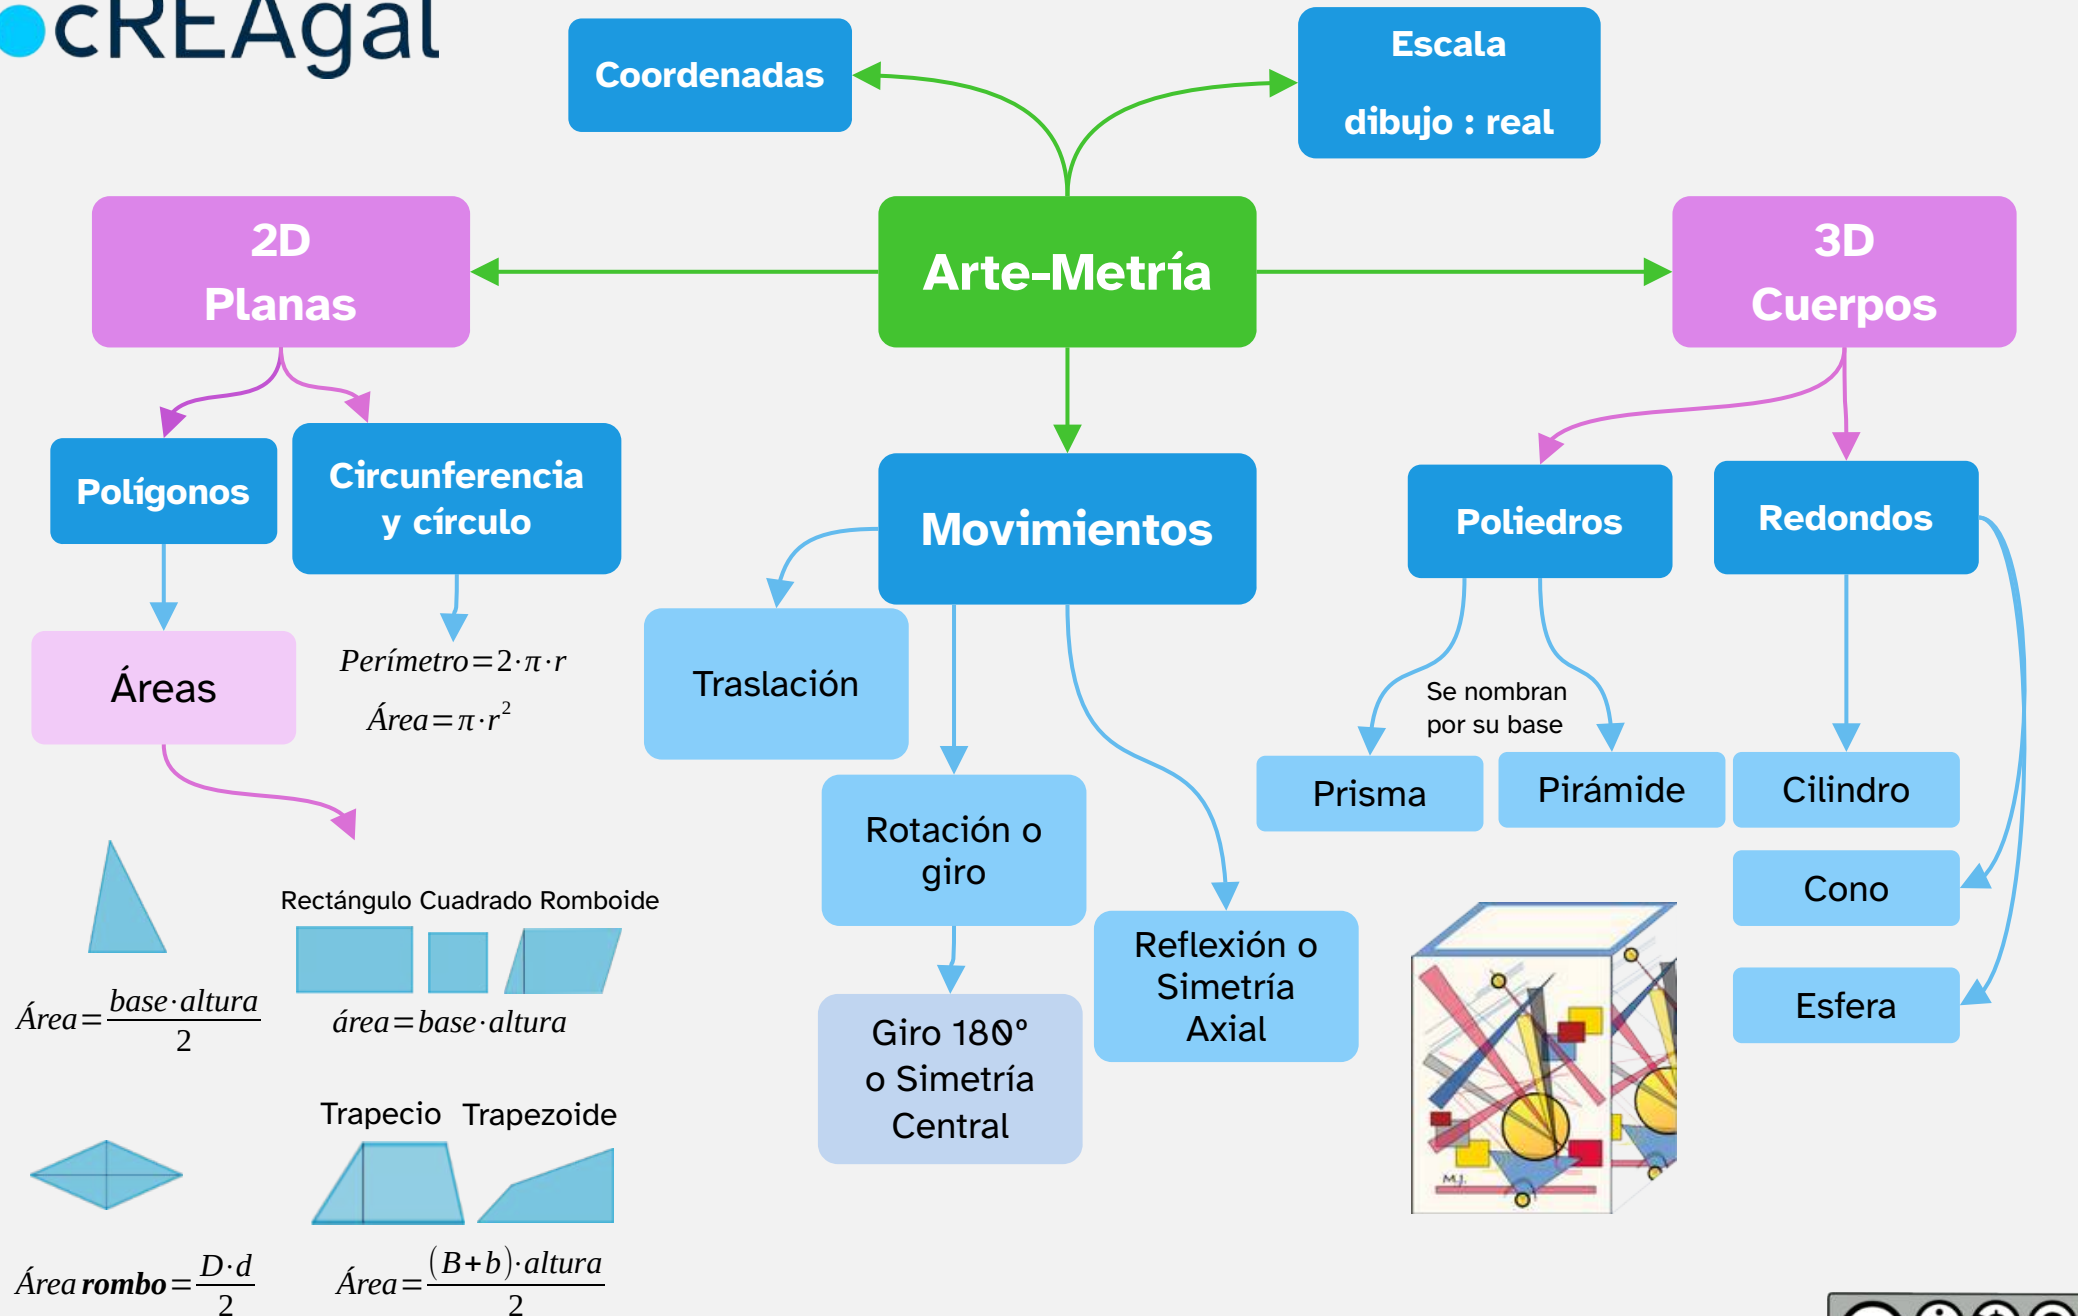 cREAgal
Coordenadas
Escala
dibujo : real
2D
Planas
Arte-Metría
3D
Cuerpos
Polígonos
Circunferencia
y círculo
Movimientos
Poliedros
Redondos
Áreas
Perímetro=2·π·r
Área=π·r²
Traslación
Se nombran
por su base
Prisma
Pirámide
Cilindro
Rotación o
giro
Cono
Reflexión o
Simetría
Axial
Esfera
Giro 180º
o Simetría
Central
Rectángulo Cuadrado Romboide
Área=base·altura/2
área=base·altura
Trapecio Trapezoide
Área rombo=D·d/2
Área=(B+b)·altura/2
M.J.